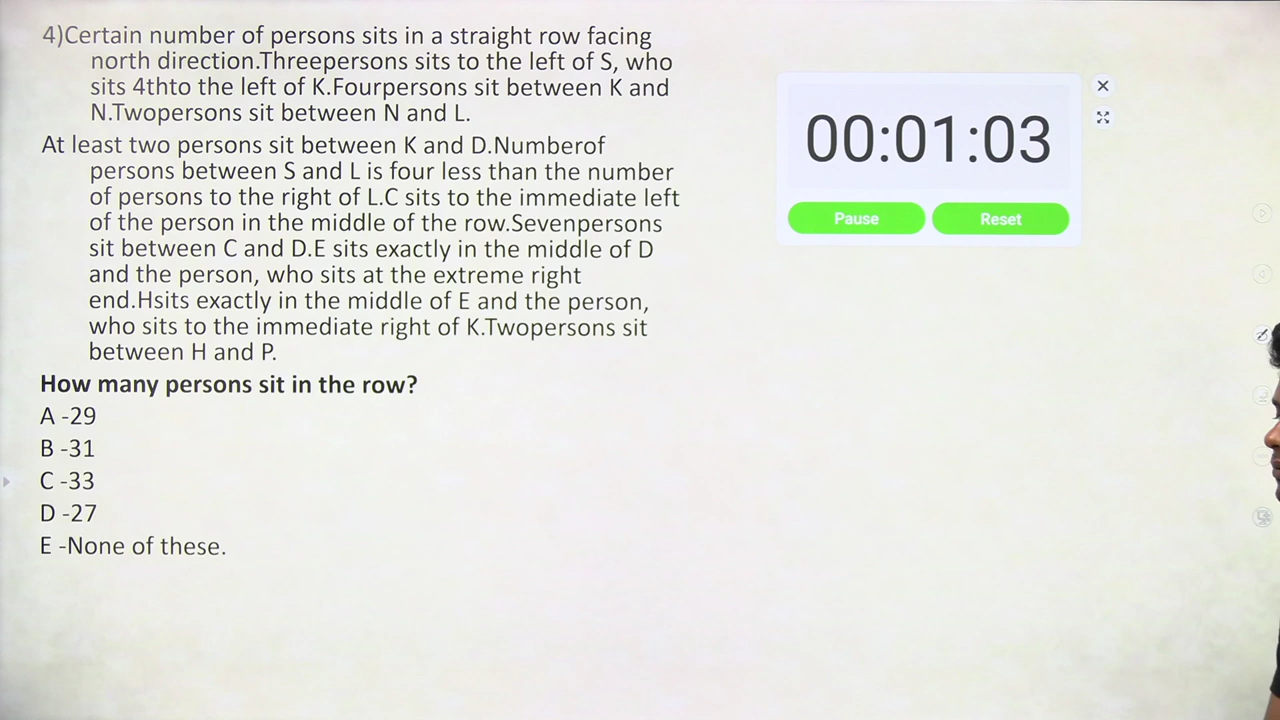 4)Certain number of persons sits in a straight row facing
north direction.Threepersons sits to the left of S, who
sits 4thto the left of K.Fourpersons sit between K and
N.Twopersons sit between N and L.
At least two persons sit between K and D.Numberof
persons between S and L is four less than the number
of persons to the right of L.C sits to the immediate left
of the person in the middle of the row.Sevenpersons
sit between C and D.E sits exactly in the middle of D
and the person, who sits at the extreme right
end.Hsits exactly in the middle of E and the person,
who sits to the immediate right of K.Twopersons sit
between H and P.
How many persons sit in the row?
A -29
B -31
C -33
D -27
E -None of these.
00:01:03
Pause
Reset